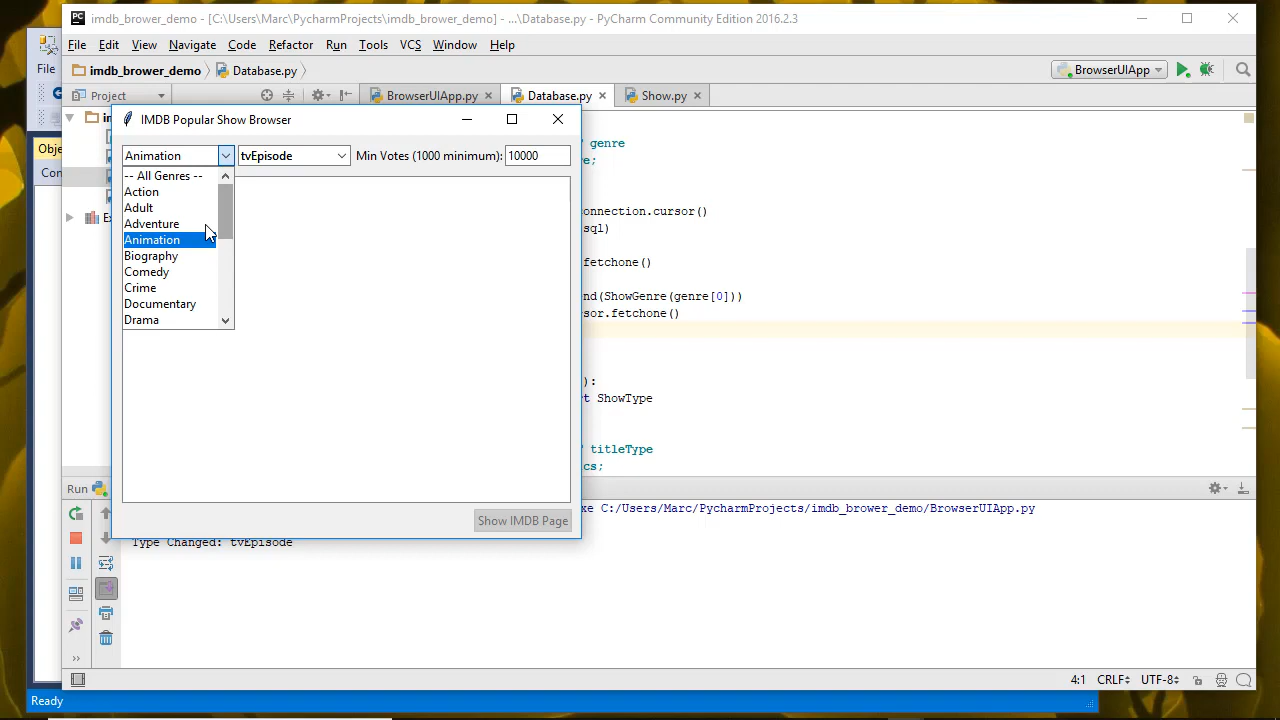 imdb_brower_demo - [C:\Users\Marc\PycharmProjects\imdb_brower_demo] - ...\Database.py - PyCharm Community Edition 2016.2.3
File
File Edit View Navigate Code Refactor Run Tools VCS Window Help
imdb_brower_demo Database.py BrowserUIApp
Project BrowserUIApp.py Database.py Show.py
IMDB Popular Show Browser
Obje
Con
Animation tvEpisode Min Votes (1000 minimum): 10000
-- All Genres --
Action
Adult
Adventure
Animation
Biography
Comedy
Crime
Documentary
Drama
Show IMDB Page
genre
e;
onnection.cursor()
sql)
fetchone()
nd(ShowGenre(genre[0]))
sor.fetchone()
):
t ShowType
titleType
cs;
Run
xe C:/Users/Marc/PycharmProjects/imdb_brower_demo/BrowserUIApp.py
Type Changed: tvEpisode
4:1 CRLF UTF-8
Ready